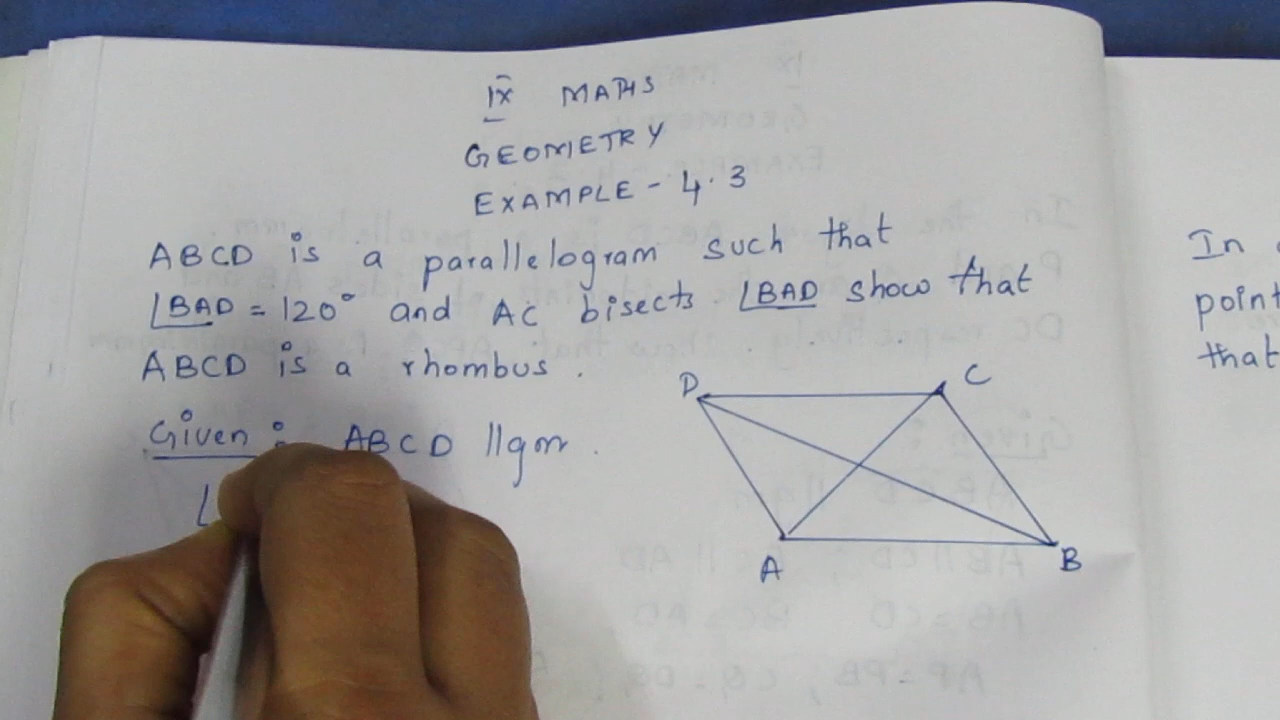 IX MATHS
GEOMETRY
EXAMPLE - 4.3
ABCD is a parallelogram such that
∠BAD = 120° and AC bisects ∠BAD show that
ABCD is a rhombus.
Given : ABCD ||gm.
∠
D C
A B
In
point
that